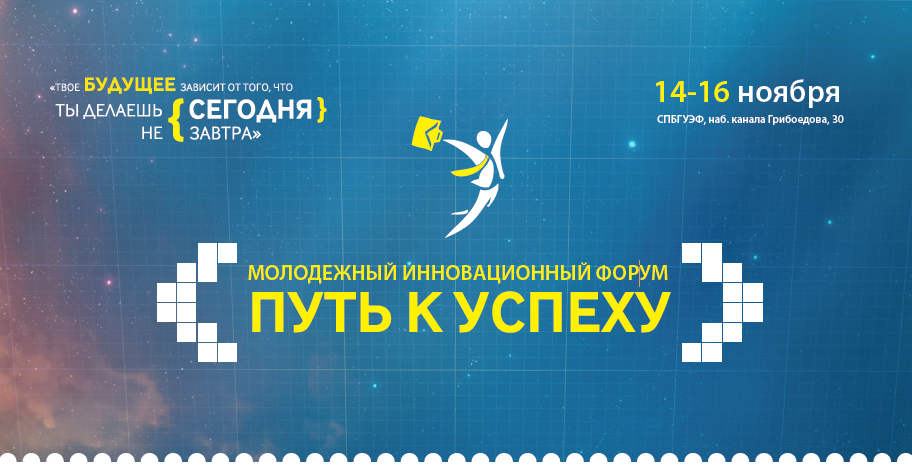 «ТВОЕ БУДУЩЕЕ ЗАВИСИТ ОТ ТОГО, ЧТО
ТЫ ДЕЛАЕШЬ {СЕГОДНЯ}
НЕ ЗАВТРА»
14-16 ноября
СПБГУЭФ, наб. канала Грибоедова, 30
МОЛОДЕЖНЫЙ ИННОВАЦИОННЫЙ ФОРУМ
ПУТЬ К УСПЕХУ